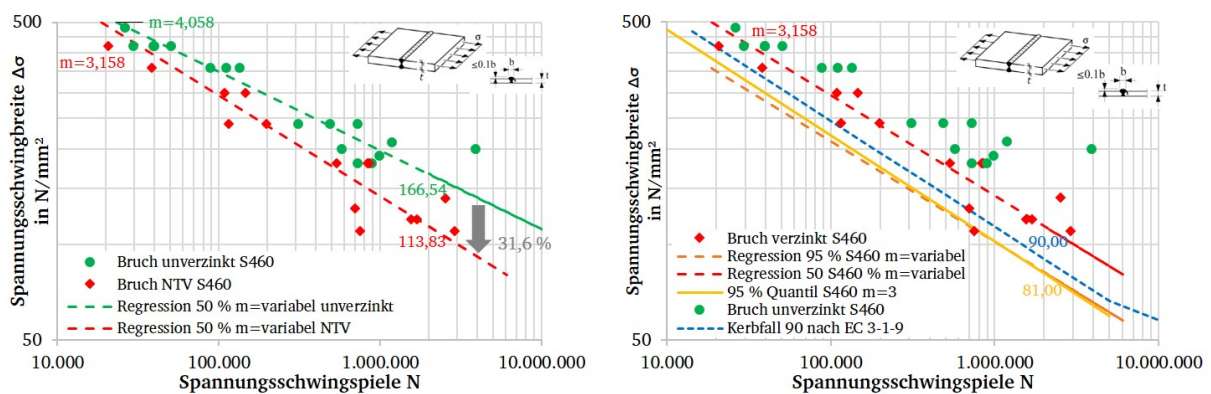 500
m=4,058
m=3,158
σ
≤0.1b
b
t
t
166,54
113,83
31,6 %
Bruch unverzinkt S460
Bruch NTV S460
Regression 50 % m=variabel unverzinkt
Regression 50 % m=variabel NTV
50
10.000
100.000
1.000.000
10.000.000
Spannungsschwingspiele N
Spannungsschwingbreite Δσ
in N/mm²
500
m=3,158
σ
≤0.1b
b
t
t
90,00
81,00
Bruch verzinkt S460
Regression 95 % S460 m=variabel
Regression 50 S460 % m=variabel
95 % Quantil S460 m=3
Bruch unverzinkt S460
Kerbfall 90 nach EC 3-1-9
50
10.000
100.000
1.000.000
10.000.000
Spannungsschwingspiele N
Spannungsschwingbreite Δσ
in N/mm²